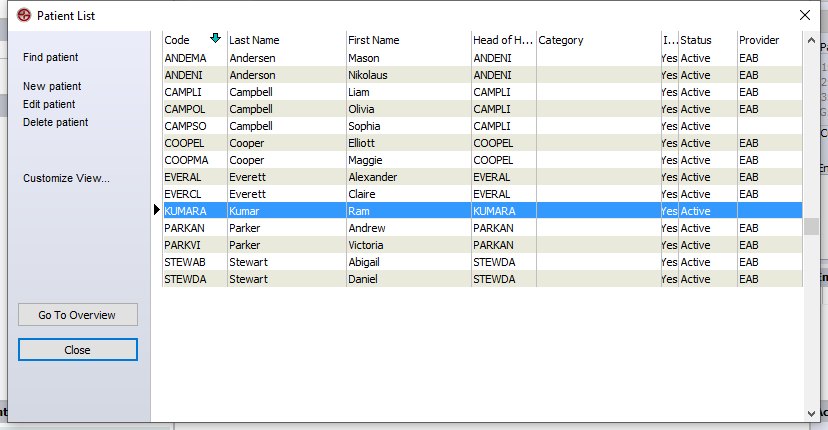 Patient List
Find patient
New patient
Edit patient
Delete patient
Customize View...
Go To Overview
Close
Code Last Name First Name Head of H... Category I... Status Provider
ANDEMA Andersen Mason ANDENI Yes Active EAB
ANDENI Anderson Nikolaus ANDENI Yes Active EAB
CAMPLI Campbell Liam CAMPLI Yes Active EAB
CAMPOL Campbell Olivia CAMPLI Yes Active EAB
CAMPSO Campbell Sophia CAMPLI Yes Active
COOPEL Cooper Elliott COOPEL Yes Active EAB
COOPMA Cooper Maggie COOPEL Yes Active EAB
EVERAL Everett Alexander EVERAL Yes Active EAB
EVERCL Everett Claire EVERAL Yes Active EAB
KUMARA Kumar Ram KUMARA Yes Active
PARKAN Parker Andrew PARKAN Yes Active EAB
PARKVI Parker Victoria PARKAN Yes Active EAB
STEWAB Stewart Abigail STEWDA Yes Active EAB
STEWDA Stewart Daniel STEWDA Yes Active EAB